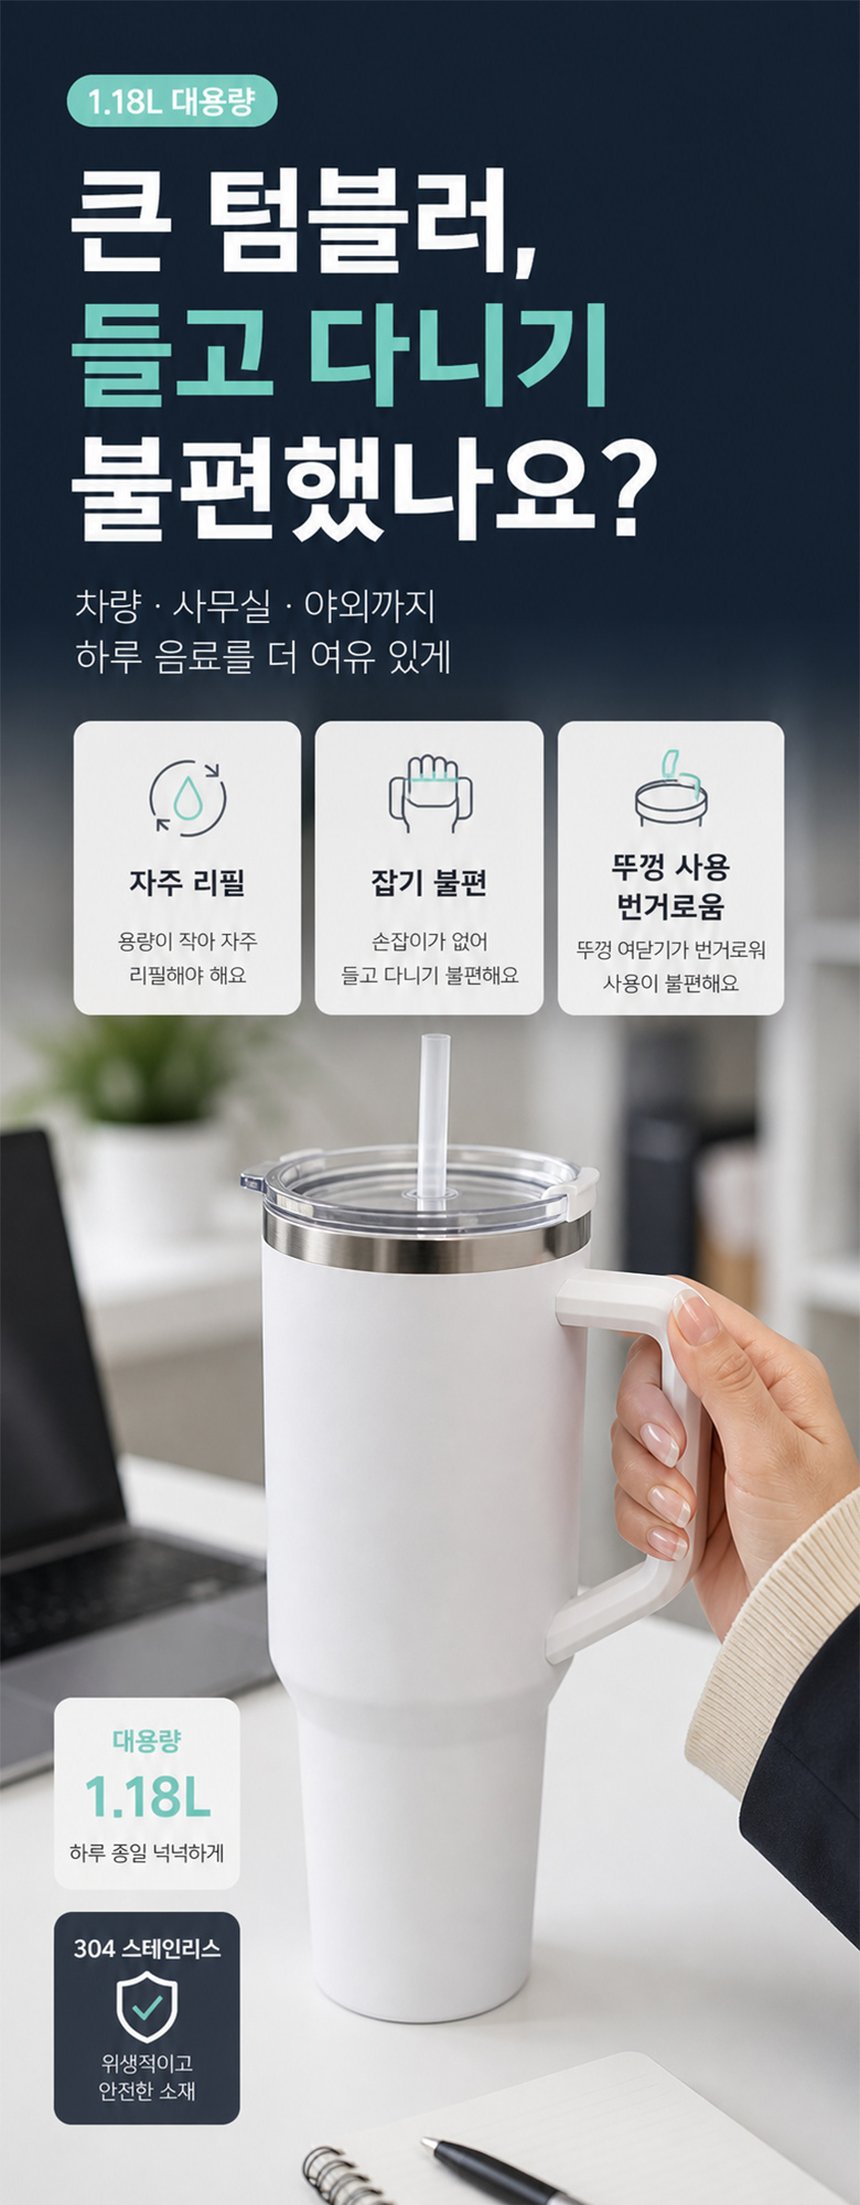 1.18L 대용량
큰 텀블러,
들고 다니기
불편했나요?
차량 · 사무실 · 야외까지
하루 음료를 더 여유 있게
자주 리필
용량이 작아 자주
리필해야 해요
잡기 불편
손잡이가 없어
들고 다니기 불편해요
뚜껑 사용
번거로움
뚜껑 여닫기가 번거로워
사용이 불편해요
대용량
1.18L
하루 종일 넉넉하게
304 스테인리스
위생적이고
안전한 소재